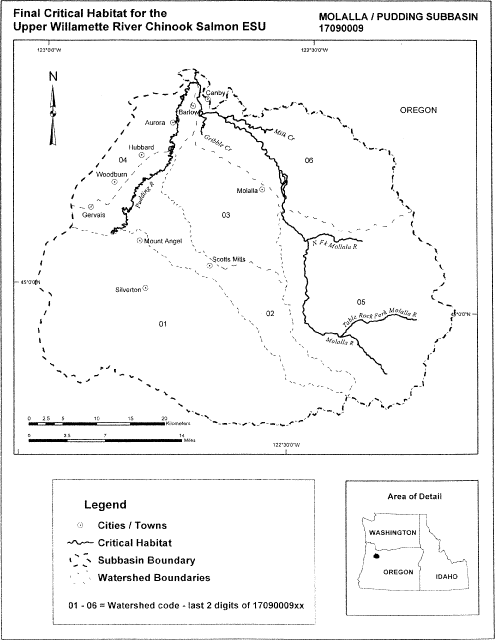 Final Critical Habitat for the
Upper Willamette River Chinook Salmon ESU
MOLALLA / PUDDING SUBBASIN
17090009
123°0'0"W
122°30'0"W
N
OREGON
Canby
Barlow
Aurora
Gribble Cr
Milk Cr
Hubbard
04
06
Woodburn
Pudding R
Molalla
Gervais
03
Mount Angel
N. Fk Molalla R
Scotts Mills
45°0'0"N
Silverton
05
45°0'0"N
01
02
Table Rock Fork Molalla R
Molalla R
0 2.5 5 10 15 20
Kilometers
0 3.5 7 14
Miles
122°30'0"W
Legend
Cities / Towns
Critical Habitat
Subbasin Boundary
Watershed Boundaries
01 - 06 = Watershed code - last 2 digits of 17090009xx
Area of Detail
WASHINGTON
OREGON
IDAHO